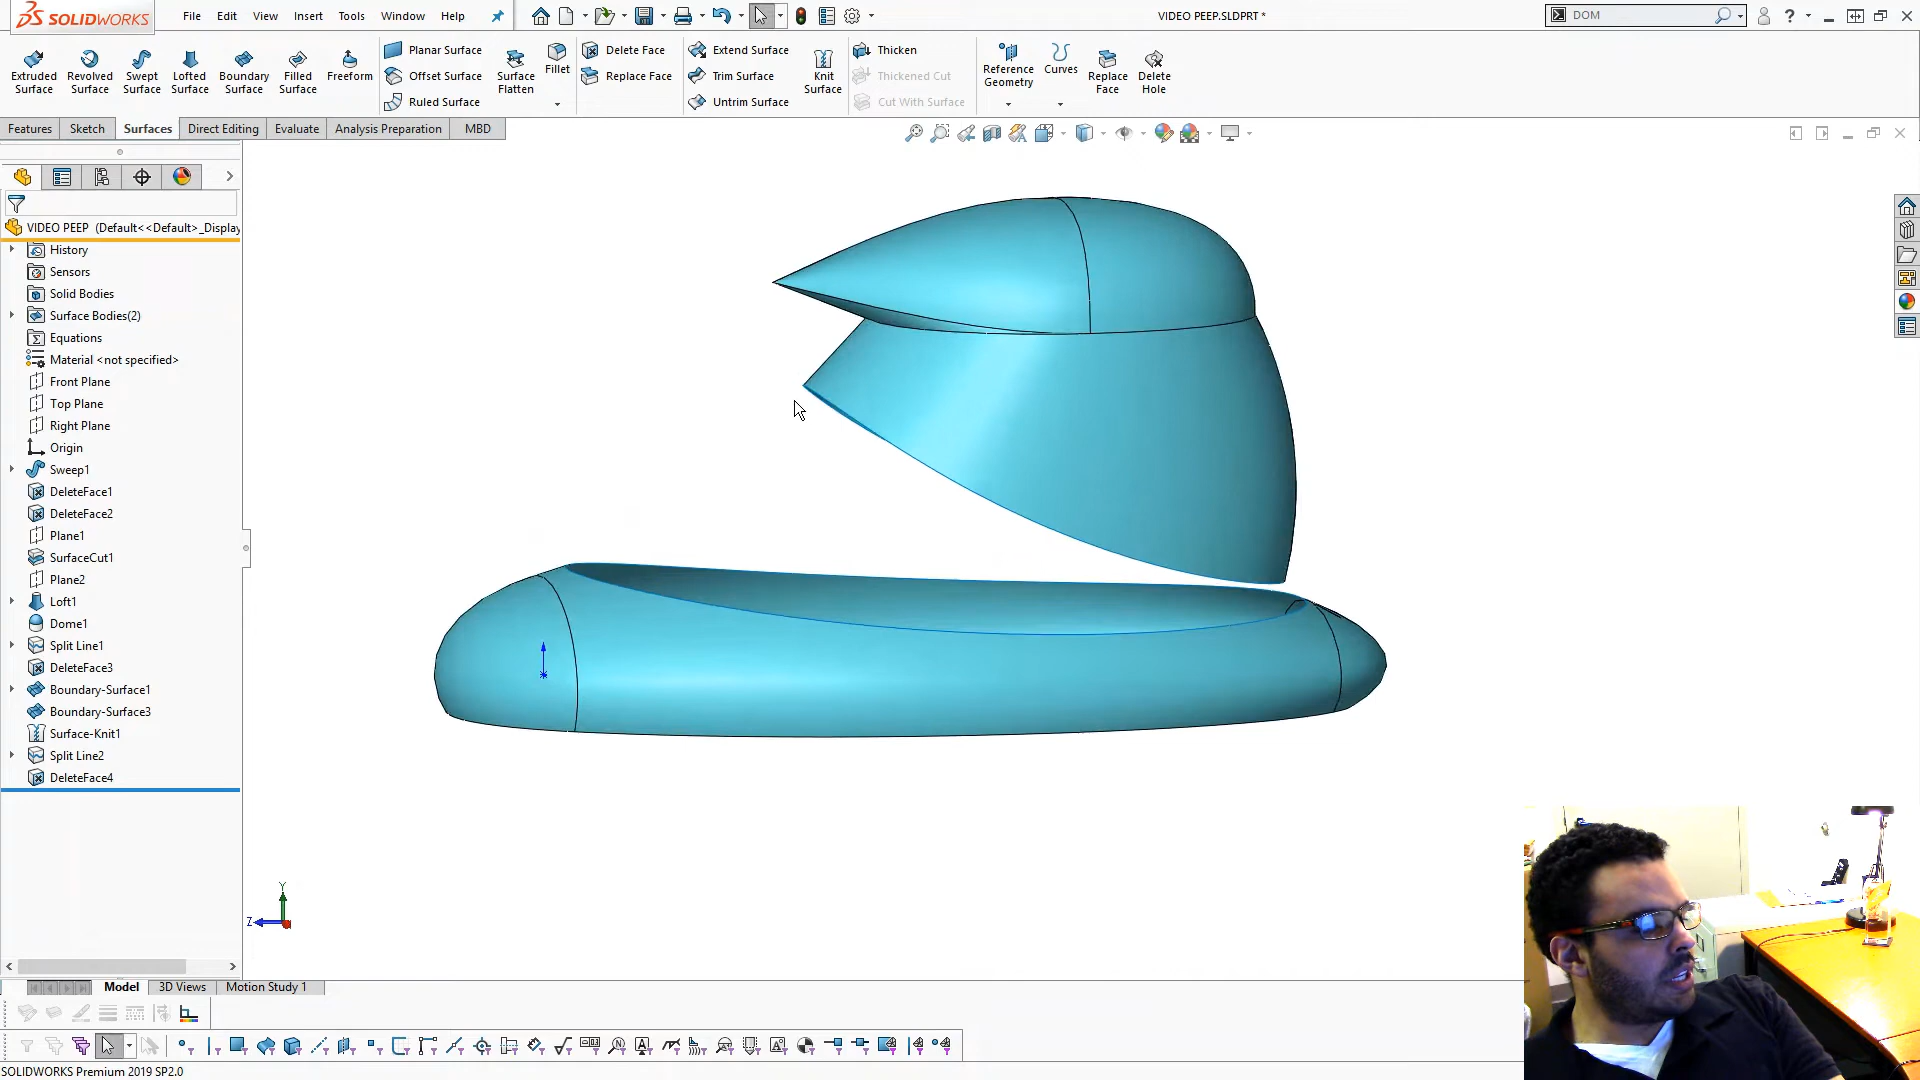 SOLIDWORKS File Edit View Insert Tools Window Help VIDEO PEEP.SLDPRT * DOM ?
Extruded Surface
Revolved Surface
Swept Surface
Lofted Surface
Boundary Surface
Filled Surface
Freeform
Planar Surface
Offset Surface
Ruled Surface
Surface Flatten
Fillet
Delete Face
Replace Face
Extend Surface
Trim Surface
Untrim Surface
Knit Surface
Thicken
Thickened Cut
Cut With Surface
Reference Geometry
Curves
Replace Face
Delete Hole
Features Sketch Surfaces Direct Editing Evaluate Analysis Preparation MBD
VIDEO PEEP (Default<<Default>_Display
History
Sensors
Solid Bodies
Surface Bodies(2)
Equations
Material <not specified>
Front Plane
Top Plane
Right Plane
Origin
Sweep1
DeleteFace1
DeleteFace2
Plane1
SurfaceCut1
Plane2
Loft1
Dome1
Split Line1
DeleteFace3
Boundary-Surface1
Boundary-Surface3
Surface-Knit1
Split Line2
DeleteFace4
Y
Z
Model 3D Views Motion Study 1
SOLIDWORKS Premium 2019 SP2.0